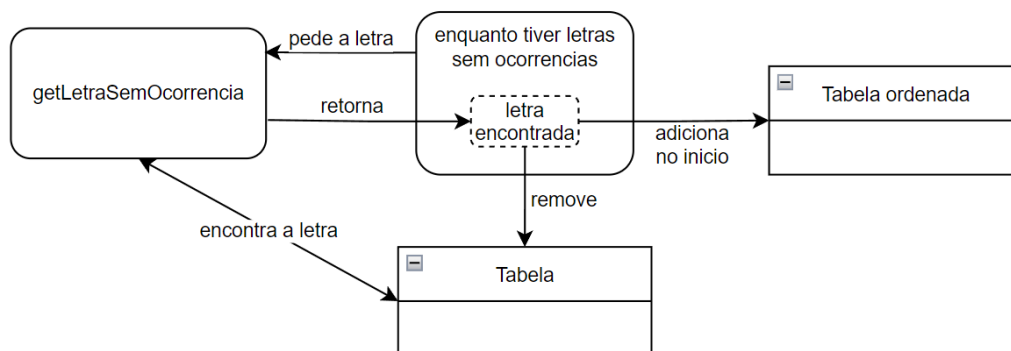 pede a letra
enquanto tiver letras
sem ocorrencias
getLetraSemOcorrencia
retorna
letra
encontrada
adiciona
no inicio
Tabela ordenada
remove
encontra a letra
Tabela